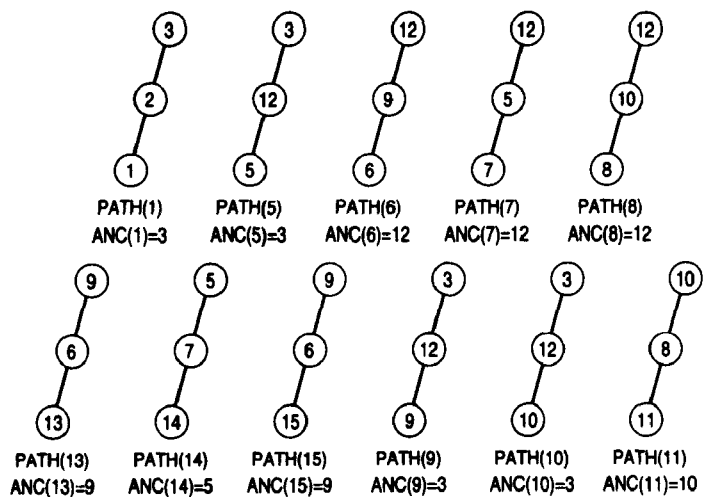 3 3 12 12 12
2 12 9 5 10
1 5 6 7 8
PATH(1) PATH(5) PATH(6) PATH(7) PATH(8)
ANC(1)=3 ANC(5)=3 ANC(6)=12 ANC(7)=12 ANC(8)=12
9 5 9 3 3 10
6 7 6 12 12 8
13 14 15 9 10 11
PATH(13) PATH(14) PATH(15) PATH(9) PATH(10) PATH(11)
ANC(13)=9 ANC(14)=5 ANC(15)=9 ANC(9)=3 ANC(10)=3 ANC(11)=10